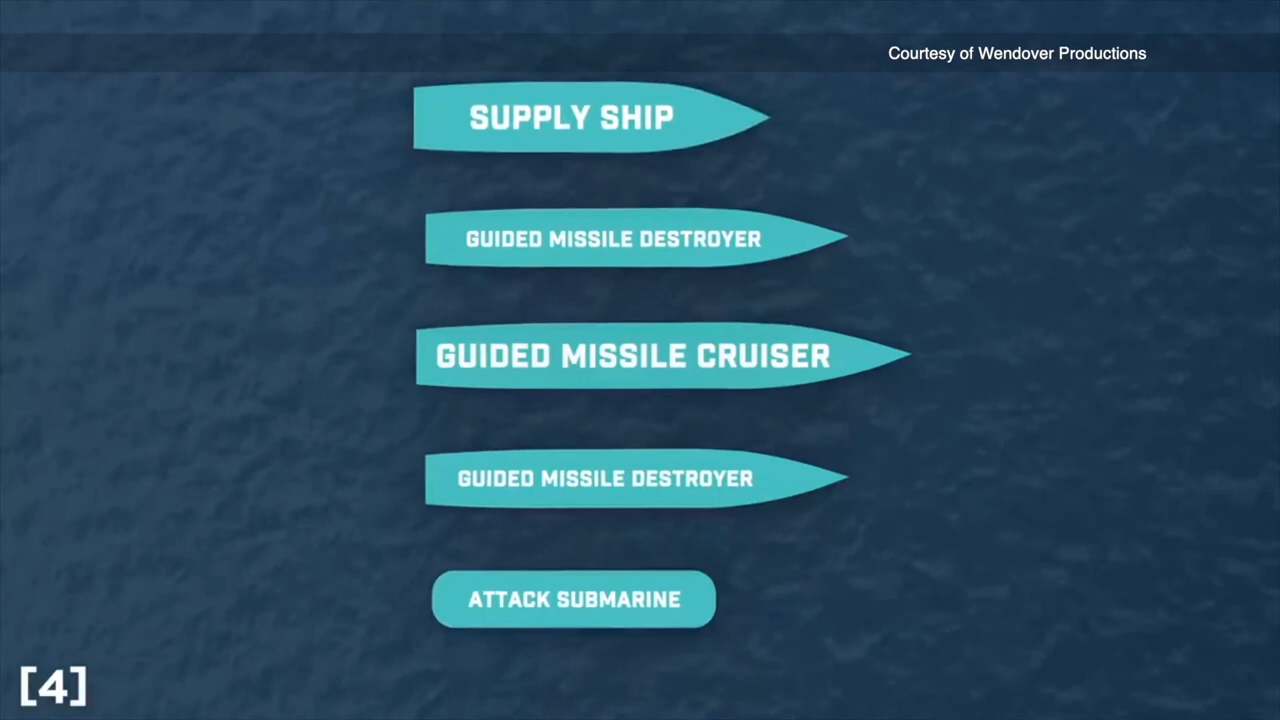 Courtesy of Wendover Productions
SUPPLY SHIP
GUIDED MISSILE DESTROYER
GUIDED MISSILE CRUISER
GUIDED MISSILE DESTROYER
ATTACK SUBMARINE
[4]